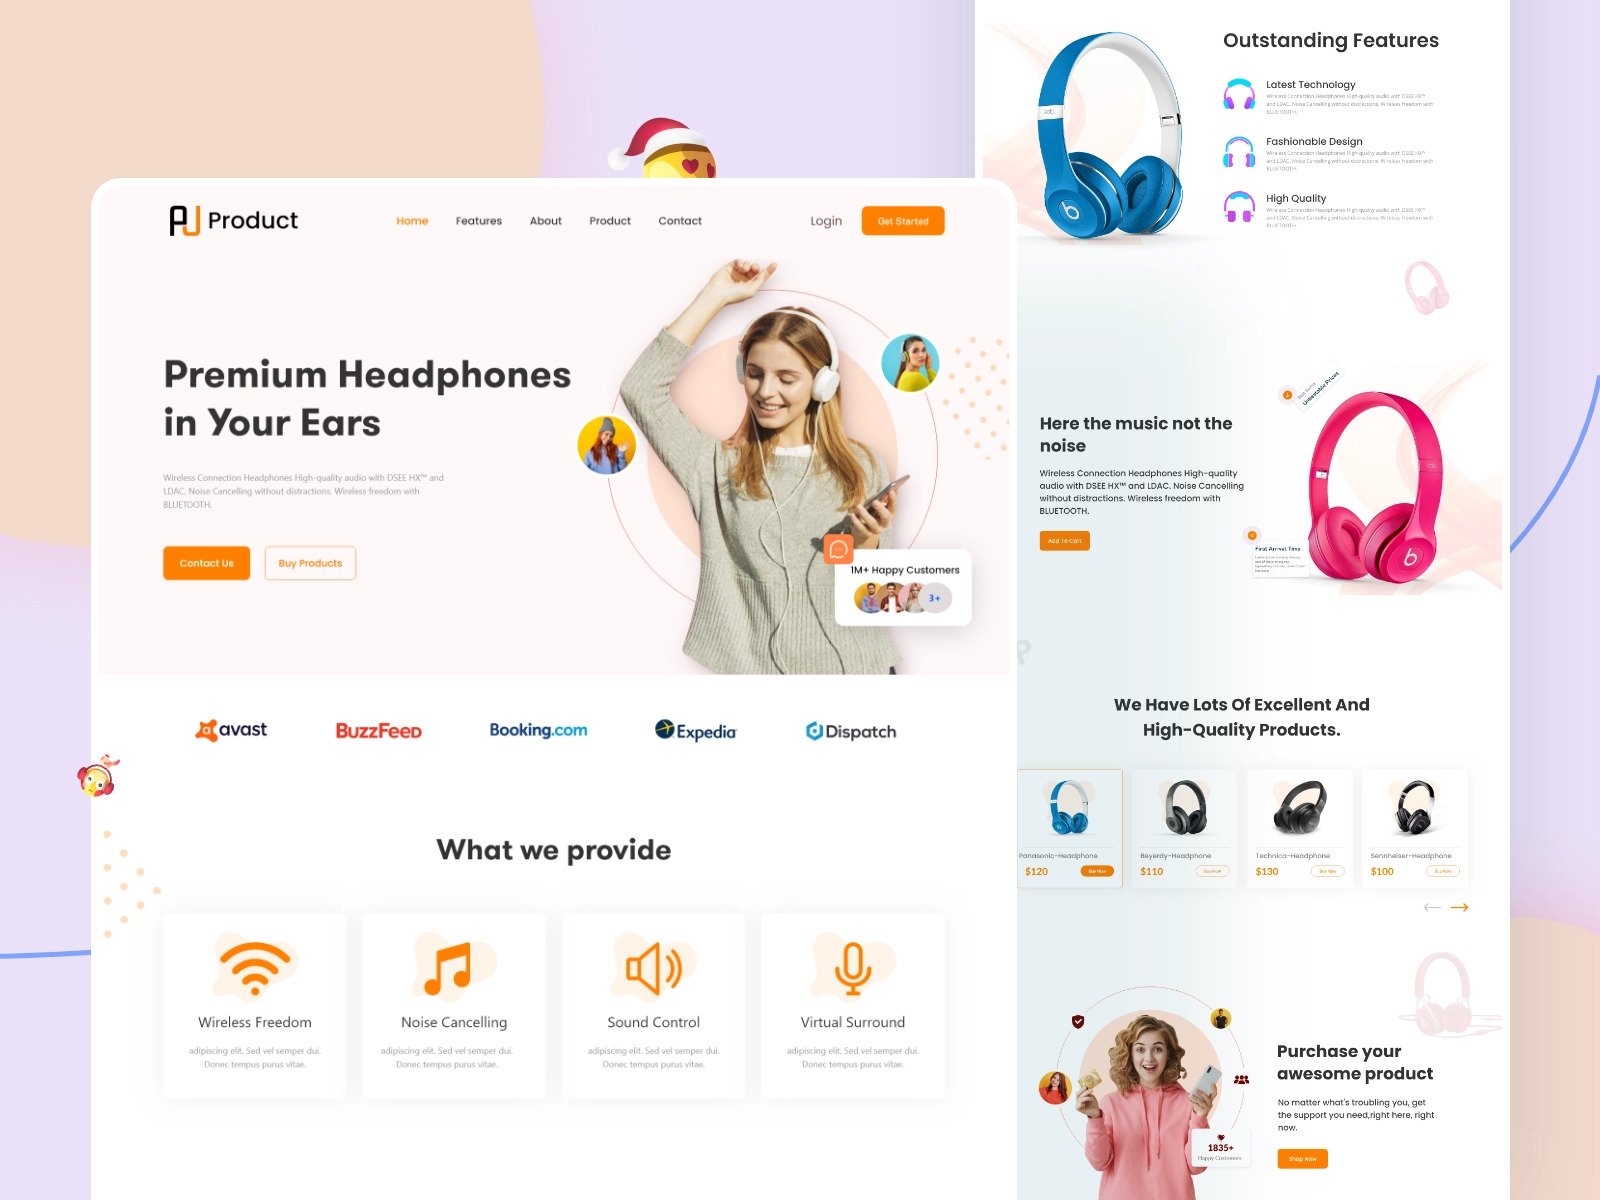 AJ Product
Home
Features
About
Product
Contact
Login
Get Started
Premium Headphones
in Your Ears
Wireless Connection Headphones High-quality audio with DSEE HX™ and
LDAC. Noise Cancelling without distractions. Wireless freedom with
BLUETOOTH.
Contact Us
Buy Products
1M+ Happy Customers
3+
avast
BuzzFeed
Booking.com
Expedia
Dispatch
What we provide
Wireless Freedom
adipiscing elit. Sed vel semper dui.
Donec tempus purus vitae.
Noise Cancelling
adipiscing elit. Sed vel semper dui.
Donec tempus purus vitae.
Sound Control
adipiscing elit. Sed vel semper dui.
Donec tempus purus vitae.
Virtual Surround
adipiscing elit. Sed vel semper dui.
Donec tempus purus vitae.
Outstanding Features
Latest Technology
Wireless Connection Headphones High-quality audio with DSEE HX™
and LDAC. Noise Cancelling without distractions. Wireless freedom with
BLUETOOTH.
Fashionable Design
Wireless Connection Headphones High-quality audio with DSEE HX™
and LDAC. Noise Cancelling without distractions. Wireless freedom with
BLUETOOTH.
High Quality
Wireless Connection Headphones High-quality audio with DSEE HX™
and LDAC. Noise Cancelling without distractions. Wireless freedom with
BLUETOOTH.
solo
b
Here the music not the
noise
Wireless Connection Headphones High-quality
audio with DSEE HX™ and LDAC. Noise Cancelling
without distractions. Wireless freedom with
BLUETOOTH.
Add To Cart
Unbeatable Prices
First Arrival Time
b
We Have Lots Of Excellent And
High-Quality Products.
Panasonic-Headphone
$120
Buy Now
Beyerdy-Headphone
$110
Buy Now
Technica-Headphone
$130
Buy Now
Sennheiser-Headphone
$100
Buy Now
Purchase your
awesome product
No matter what's troubling you, get
the support you need,right here, right
now.
Shop Now
1835+
Happy Customers